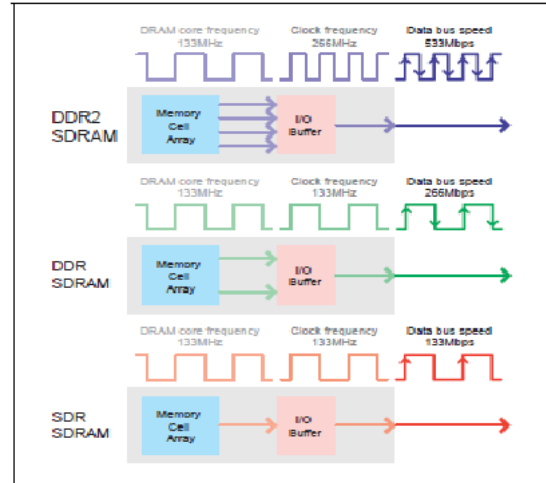 DRAM core frequency Clock frequency Data bus speed
133MHz 266MHz 533Mbps
DDR2
SDRAM
Memory
Cell
Array
I/O
Buffer
DRAM core frequency Clock frequency Data bus speed
133MHz 133MHz 266Mbps
DDR
SDRAM
Memory
Cell
Array
I/O
Buffer
DRAM core frequency Clock frequency Data bus speed
133MHz 133MHz 133Mbps
SDR
SDRAM
Memory
Cell
Array
I/O
Buffer